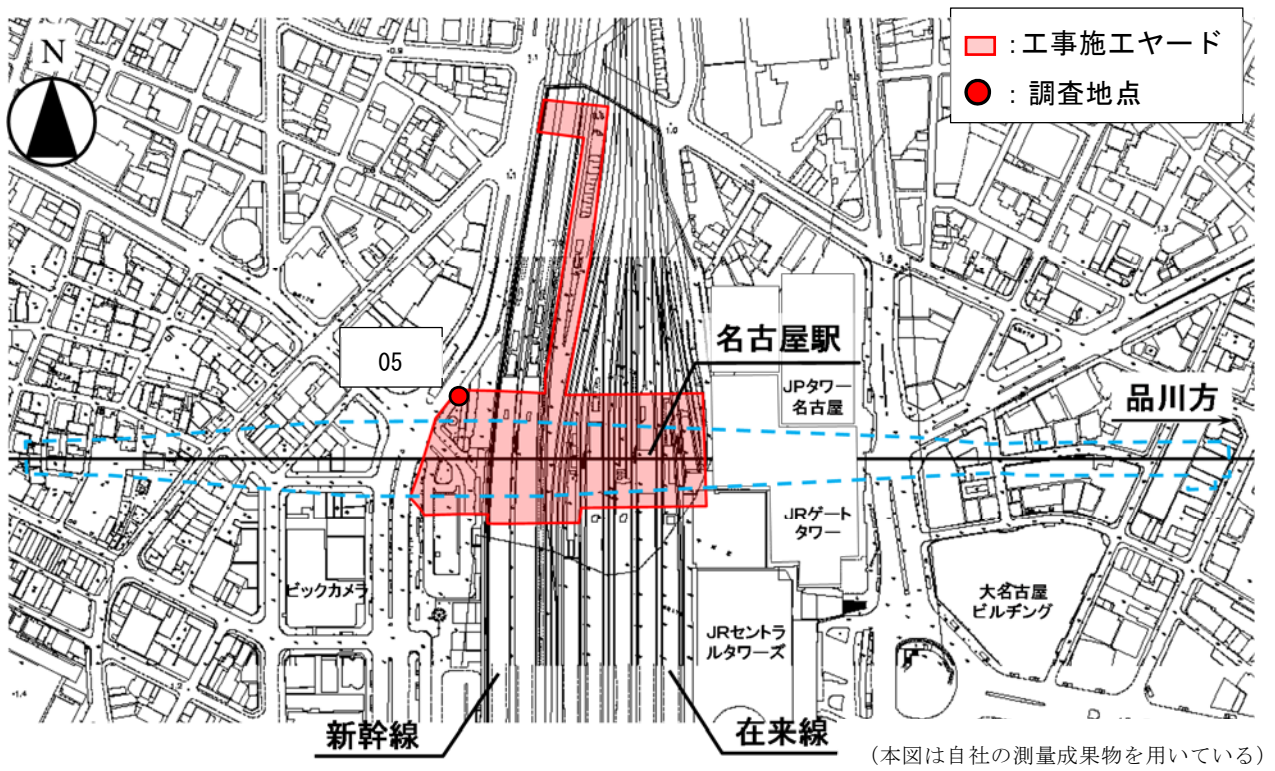 N
：工事施工ヤード
：調査地点
05
名古屋駅
JPタワー
名古屋
品川方
JRゲート
タワー
ビックカメラ
大名古屋
ビルヂング
JRセントラ
ルタワーズ
新幹線
在来線
(本図は自社の測量成果物を用いている)